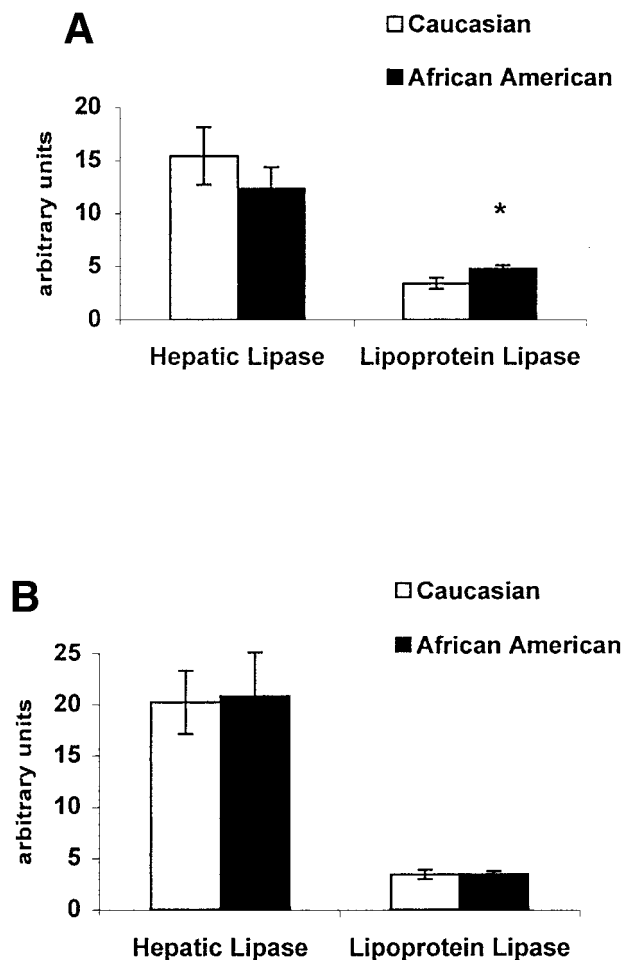 A
Caucasian
African American
20
15
10
5
0
arbitrary units
*
Hepatic Lipase Lipoprotein Lipase
B
Caucasian
African American
25
20
15
10
5
0
arbitrary units
Hepatic Lipase Lipoprotein Lipase